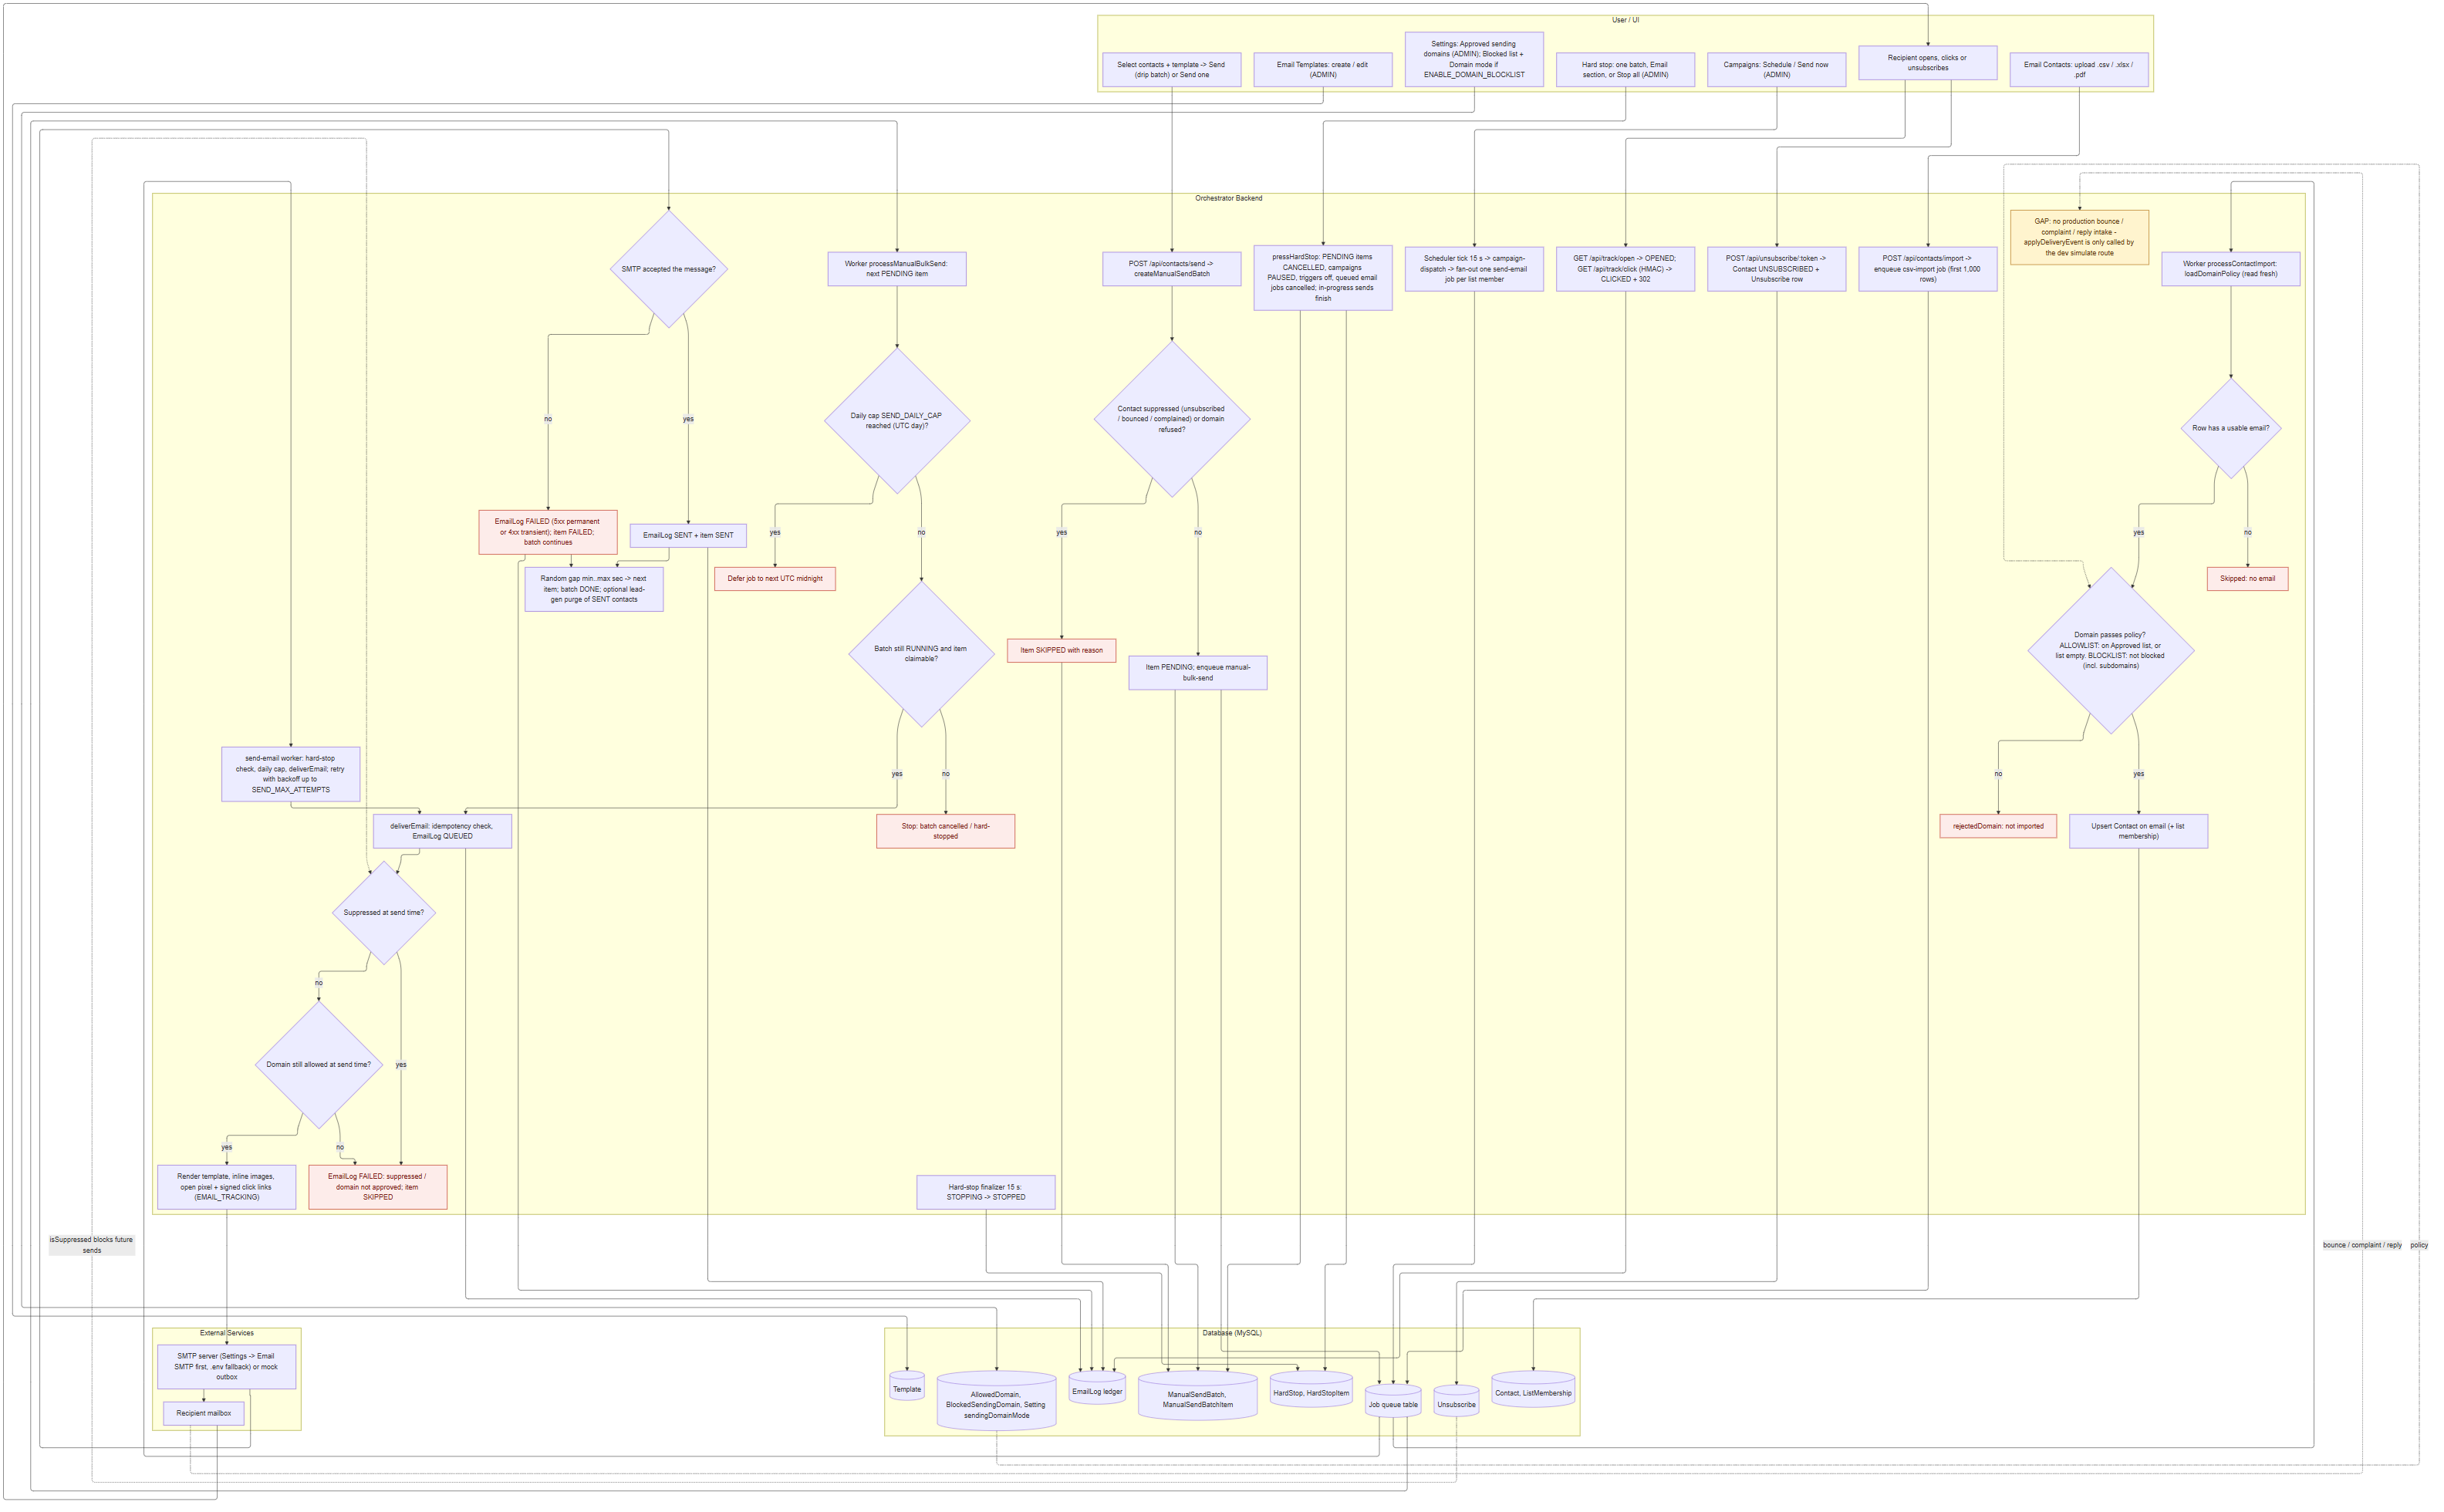 User / UI
Select contacts + template -> Send
(drip batch) or Send one
Email Templates: create / edit
(ADMIN)
Settings: Approved sending
domains (ADMIN); Blocked list +
Domain mode if
ENABLE_DOMAIN_BLOCKLIST
Hard stop: one batch, Email
section, or Stop all (ADMIN)
Campaigns: Schedule / Send now
(ADMIN)
Recipient opens, clicks or
unsubscribes
Email Contacts: upload .csv / .xlsx /
.pdf
Orchestrator Backend
SMTP accepted the message?
Worker processManualBulkSend:
next PENDING item
POST /api/contacts/send ->
createManualSendBatch
pressHardStop: PENDING items
CANCELLED, campaigns
PAUSED, triggers off, queued email
jobs cancelled; in-progress sends
finish
Scheduler tick 15 s -> campaign-
dispatch -> fan-out one send-email
job per list member
GET /api/track/open -> OPENED;
GET /api/track/click (HMAC) ->
CLICKED + 302
POST /api/unsubscribe/:token ->
Contact UNSUBSCRIBED +
Unsubscribe row
POST /api/contacts/import ->
enqueue csv-import job (first 1,000
rows)
GAP: no production bounce /
complaint / reply intake -
applyDeliveryEvent is only called by
the dev simulate route
Worker processContactImport:
loadDomainPolicy (read fresh)
no
yes
Daily cap SEND_DAILY_CAP
reached (UTC day)?
Contact suppressed (unsubscribed
/ bounced / complained) or domain
refused?
Row has a usable email?
EmailLog FAILED (5xx permanent
or 4xx transient); item FAILED;
batch continues
EmailLog SENT + item SENT
yes
no
yes
no
yes
no
Random gap min..max sec -> next
item; batch DONE; optional lead-
gen purge of SENT contacts
Defer job to next UTC midnight
Skipped: no email
Batch still RUNNING and item
claimable?
Item SKIPPED with reason
Item PENDING; enqueue manual-
bulk-send
Domain passes policy?
ALLOWLIST: on Approved list, or
list empty. BLOCKLIST: not blocked
(incl. subdomains)
send-email worker: hard-stop
check, daily cap, deliverEmail; retry
with backoff up to
SEND_MAX_ATTEMPTS
yes
no
no
yes
deliverEmail: idempotency check,
EmailLog QUEUED
Stop: batch cancelled / hard-
stopped
rejectedDomain: not imported
Upsert Contact on email (+ list
membership)
Suppressed at send time?
no
Domain still allowed at send time?
yes
yes
no
Render template, inline images,
open pixel + signed click links
(EMAIL_TRACKING)
EmailLog FAILED: suppressed /
domain not approved; item
SKIPPED
Hard-stop finalizer 15 s:
STOPPING -> STOPPED
isSuppressed blocks future
sends
bounce / complaint / reply
policy
External Services
SMTP server (Settings -> Email
SMTP first, .env fallback) or mock
outbox
Recipient mailbox
Database (MySQL)
Template
AllowedDomain,
BlockedSendingDomain, Setting
sendingDomainMode
EmailLog ledger
ManualSendBatch,
ManualSendBatchItem
HardStop, HardStopItem
Job queue table
Unsubscribe
Contact, ListMembership